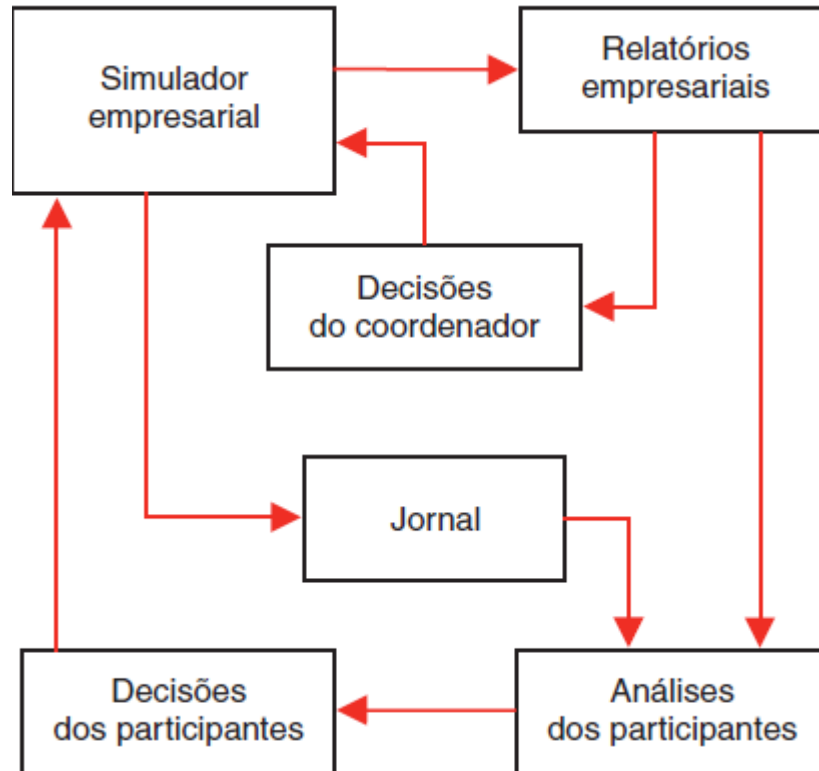 Simulador
empresarial
Relatórios
empresariais
Decisões
do coordenador
Jornal
Decisões
dos participantes
Análises
dos participantes